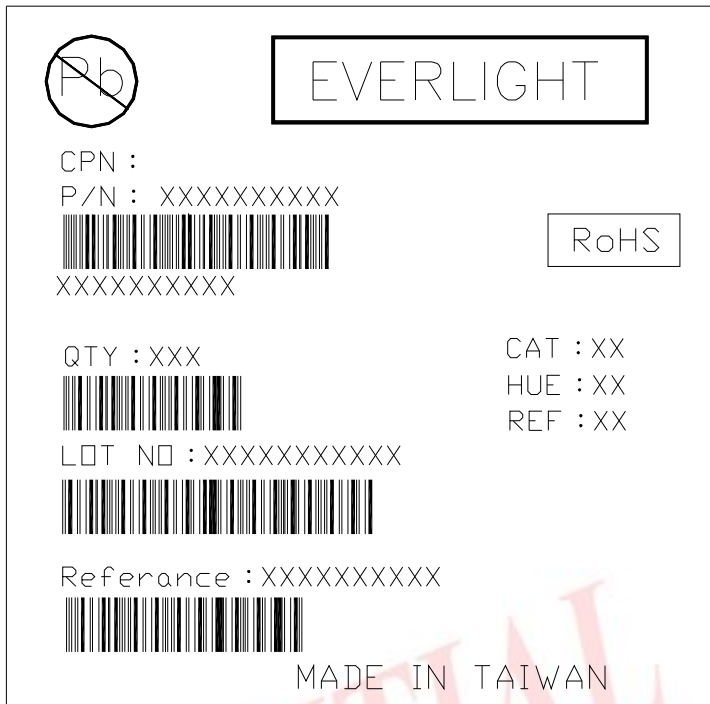 Pb
EVERLIGHT
CPN :
P/N : XXXXXXXXXX
RoHS
XXXXXXXXXX
QTY : XXX
CAT : XX
HUE : XX
REF : XX
LOT NO : XXXXXXXXXXX
Referance : XXXXXXXXXX
MADE IN TAIWAN